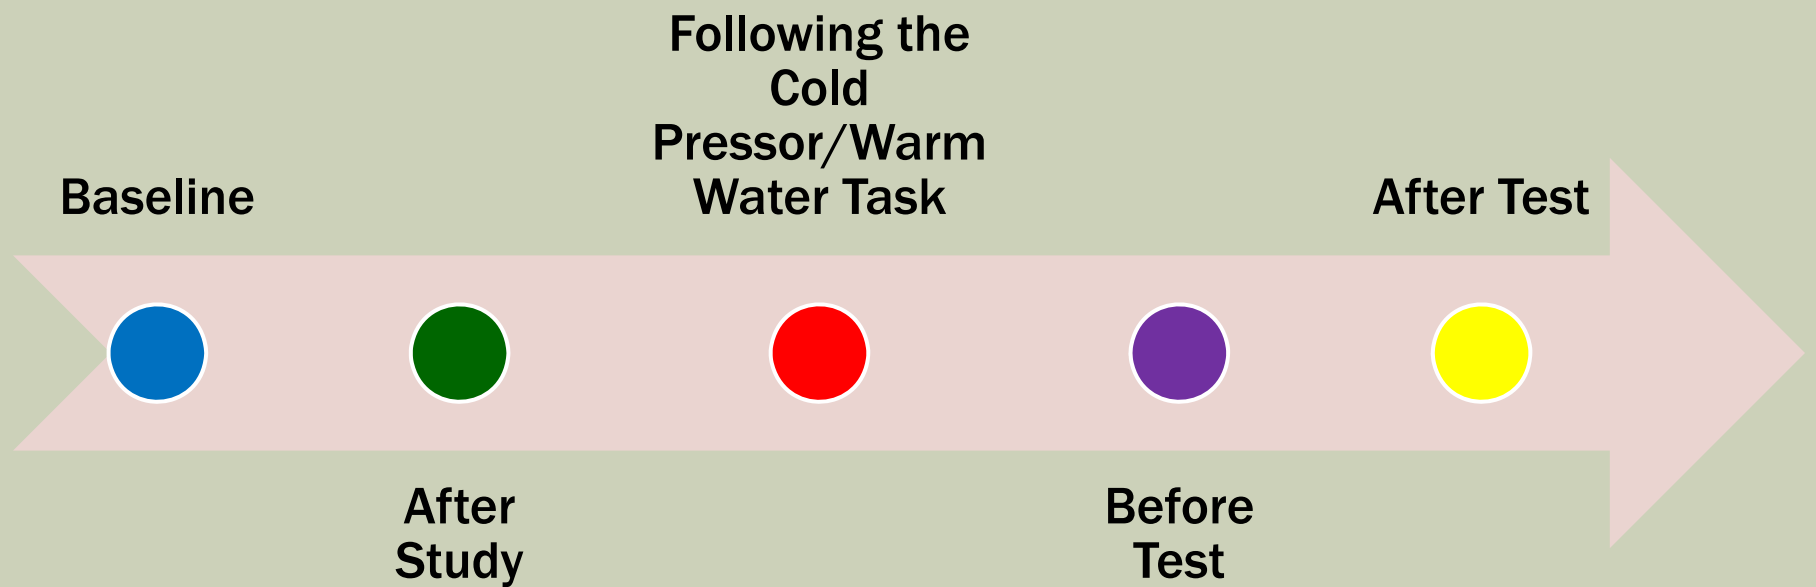 Baseline
After
Study
Following the
Cold
Pressor/Warm
Water Task
Before
Test
After Test